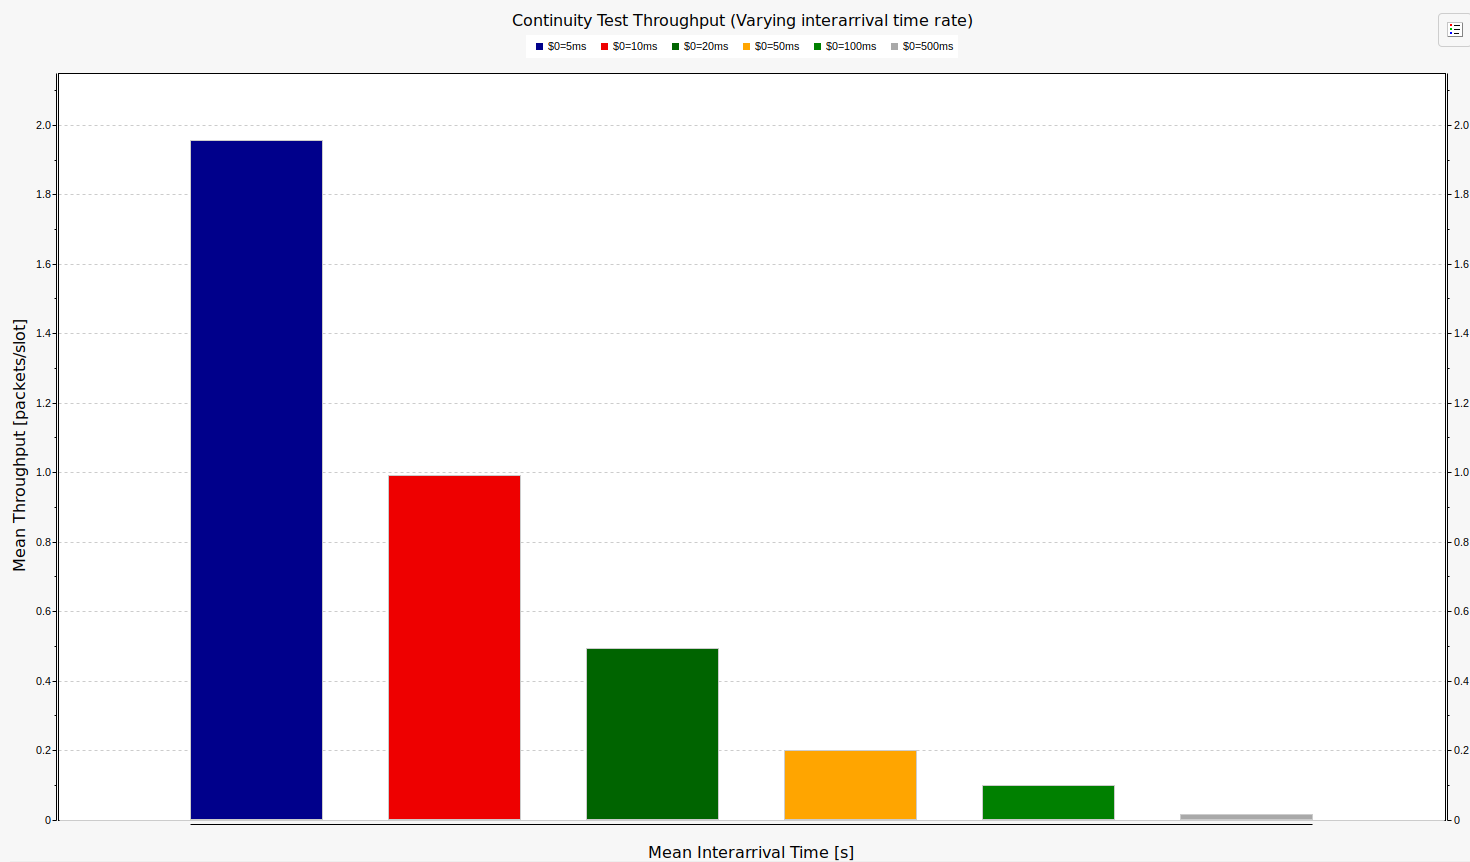 Continuity Test Throughput (Varying interarrival time rate)
$0=5ms $0=10ms $0=20ms $0=50ms $0=100ms $0=500ms
2.0 2.0
1.8 1.8
1.6 1.6
1.4 1.4
1.2 1.2
1.0 1.0
0.8 0.8
0.6 0.6
0.4 0.4
0.2 0.2
0 0
Mean Throughput [packets/slot]
Mean Interarrival Time [s]